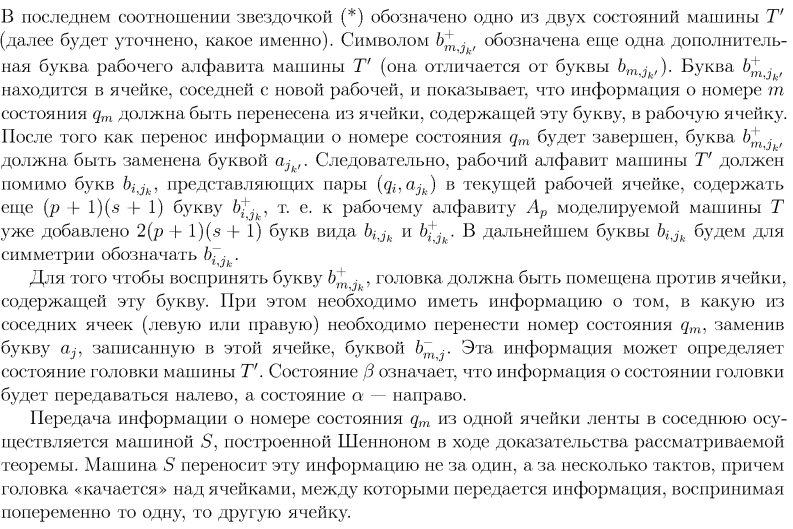 В последнем соотношении звездочкой (*) обозначено одно из двух состояний машины T′
(далее будет уточнено, какое именно). Символом b⁺_{m,j_{k′}} обозначена еще одна дополнитель-
ная буква рабочего алфавита машины T′ (она отличается от буквы b_{m,j_{k′}}). Буква b⁺_{m,j_{k′}}
находится в ячейке, соседней с новой рабочей, и показывает, что информация о номере m
состояния q_m должна быть перенесена из ячейки, содержащей эту букву, в рабочую ячейку.
После того как перенос информации о номере состояния q_m будет завершен, буква b⁺_{m,j_{k′}}
должна быть заменена буквой a_{j_{k′}}. Следовательно, рабочий алфавит машины T′ должен
помимо букв b_{i,j_k}, представляющих пары (q_i, a_{j_k}) в текущей рабочей ячейке, содержать
еще (p + 1)(s + 1) букву b⁺_{i,j_k}, т. е. к рабочему алфавиту A_p моделируемой машины T
уже добавлено 2(p + 1)(s + 1) букв вида b_{i,j_k} и b⁺_{i,j_k}. В дальнейшем буквы b_{i,j_k} будем для
симметрии обозначать b⁻_{i,j_k}.
Для того чтобы воспринять букву b⁺_{m,j_k}, головка должна быть помещена против ячейки,
содержащей эту букву. При этом необходимо иметь информацию о том, в какую из
соседних ячеек (левую или правую) необходимо перенести номер состояния q_m, заменив
букву a_j, записанную в этой ячейке, буквой b⁻_{m,j}. Эта информация может определяет
состояние головки машины T′. Состояние β означает, что информация о состоянии головки
будет передаваться налево, а состояние α — направо.
Передача информации о номере состояния q_m из одной ячейки ленты в соседнюю осу-
ществляется машиной S, построенной Шенноном в ходе доказательства рассматриваемой
теоремы. Машина S переносит эту информацию не за один, а за несколько тактов, причем
головка «качается» над ячейками, между которыми передается информация, воспринимая
попеременно то одну, то другую ячейку.